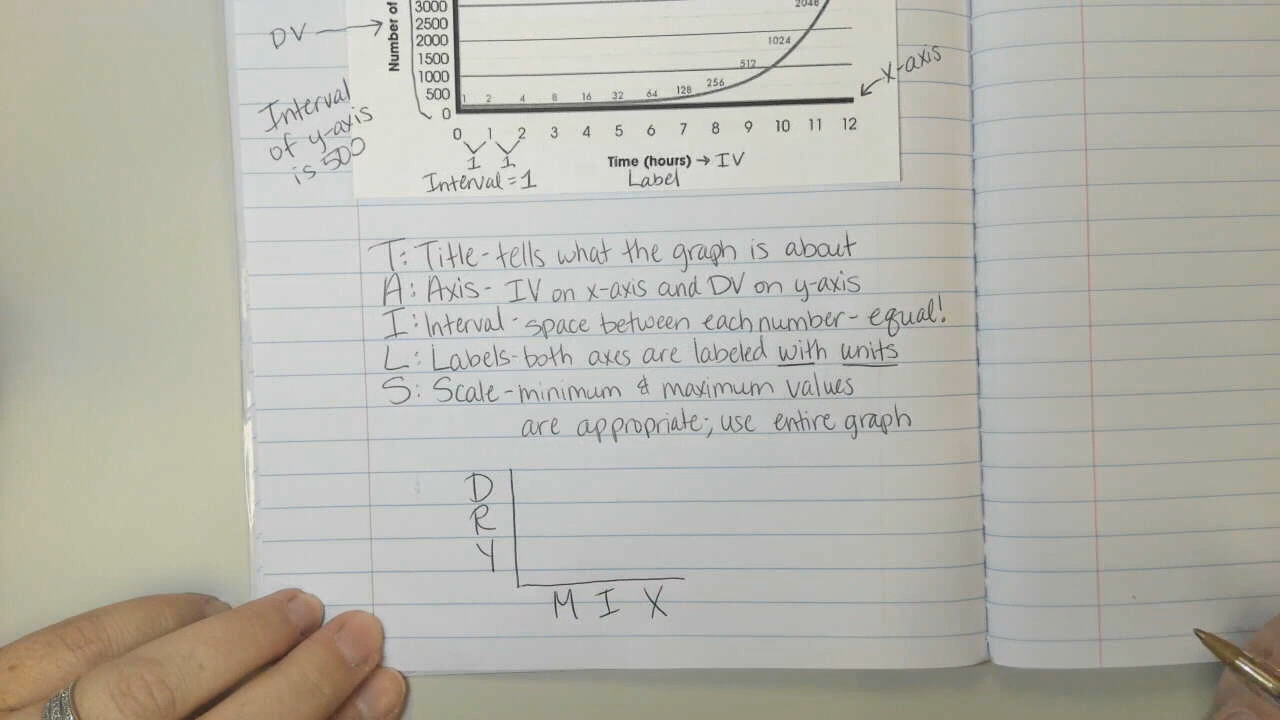 3000
2500
2000
1500
1000
500
0
Number of
DV
2048
1024
512
256
128
64
32
16
8
4
2
1
x-axis
Interval
of y-axis
is 500
0 1 2 3 4 5 6 7 8 9 10 11 12
1 1
Time (hours) → IV
Interval = 1
Label
T: Title - tells what the graph is about
A: Axis - IV on x-axis and DV on y-axis
I: Interval - space between each number - equal!
L: Labels - both axes are labeled with units
S: Scale - minimum & maximum values
are appropriate; use entire graph
D
R
Y
M I X